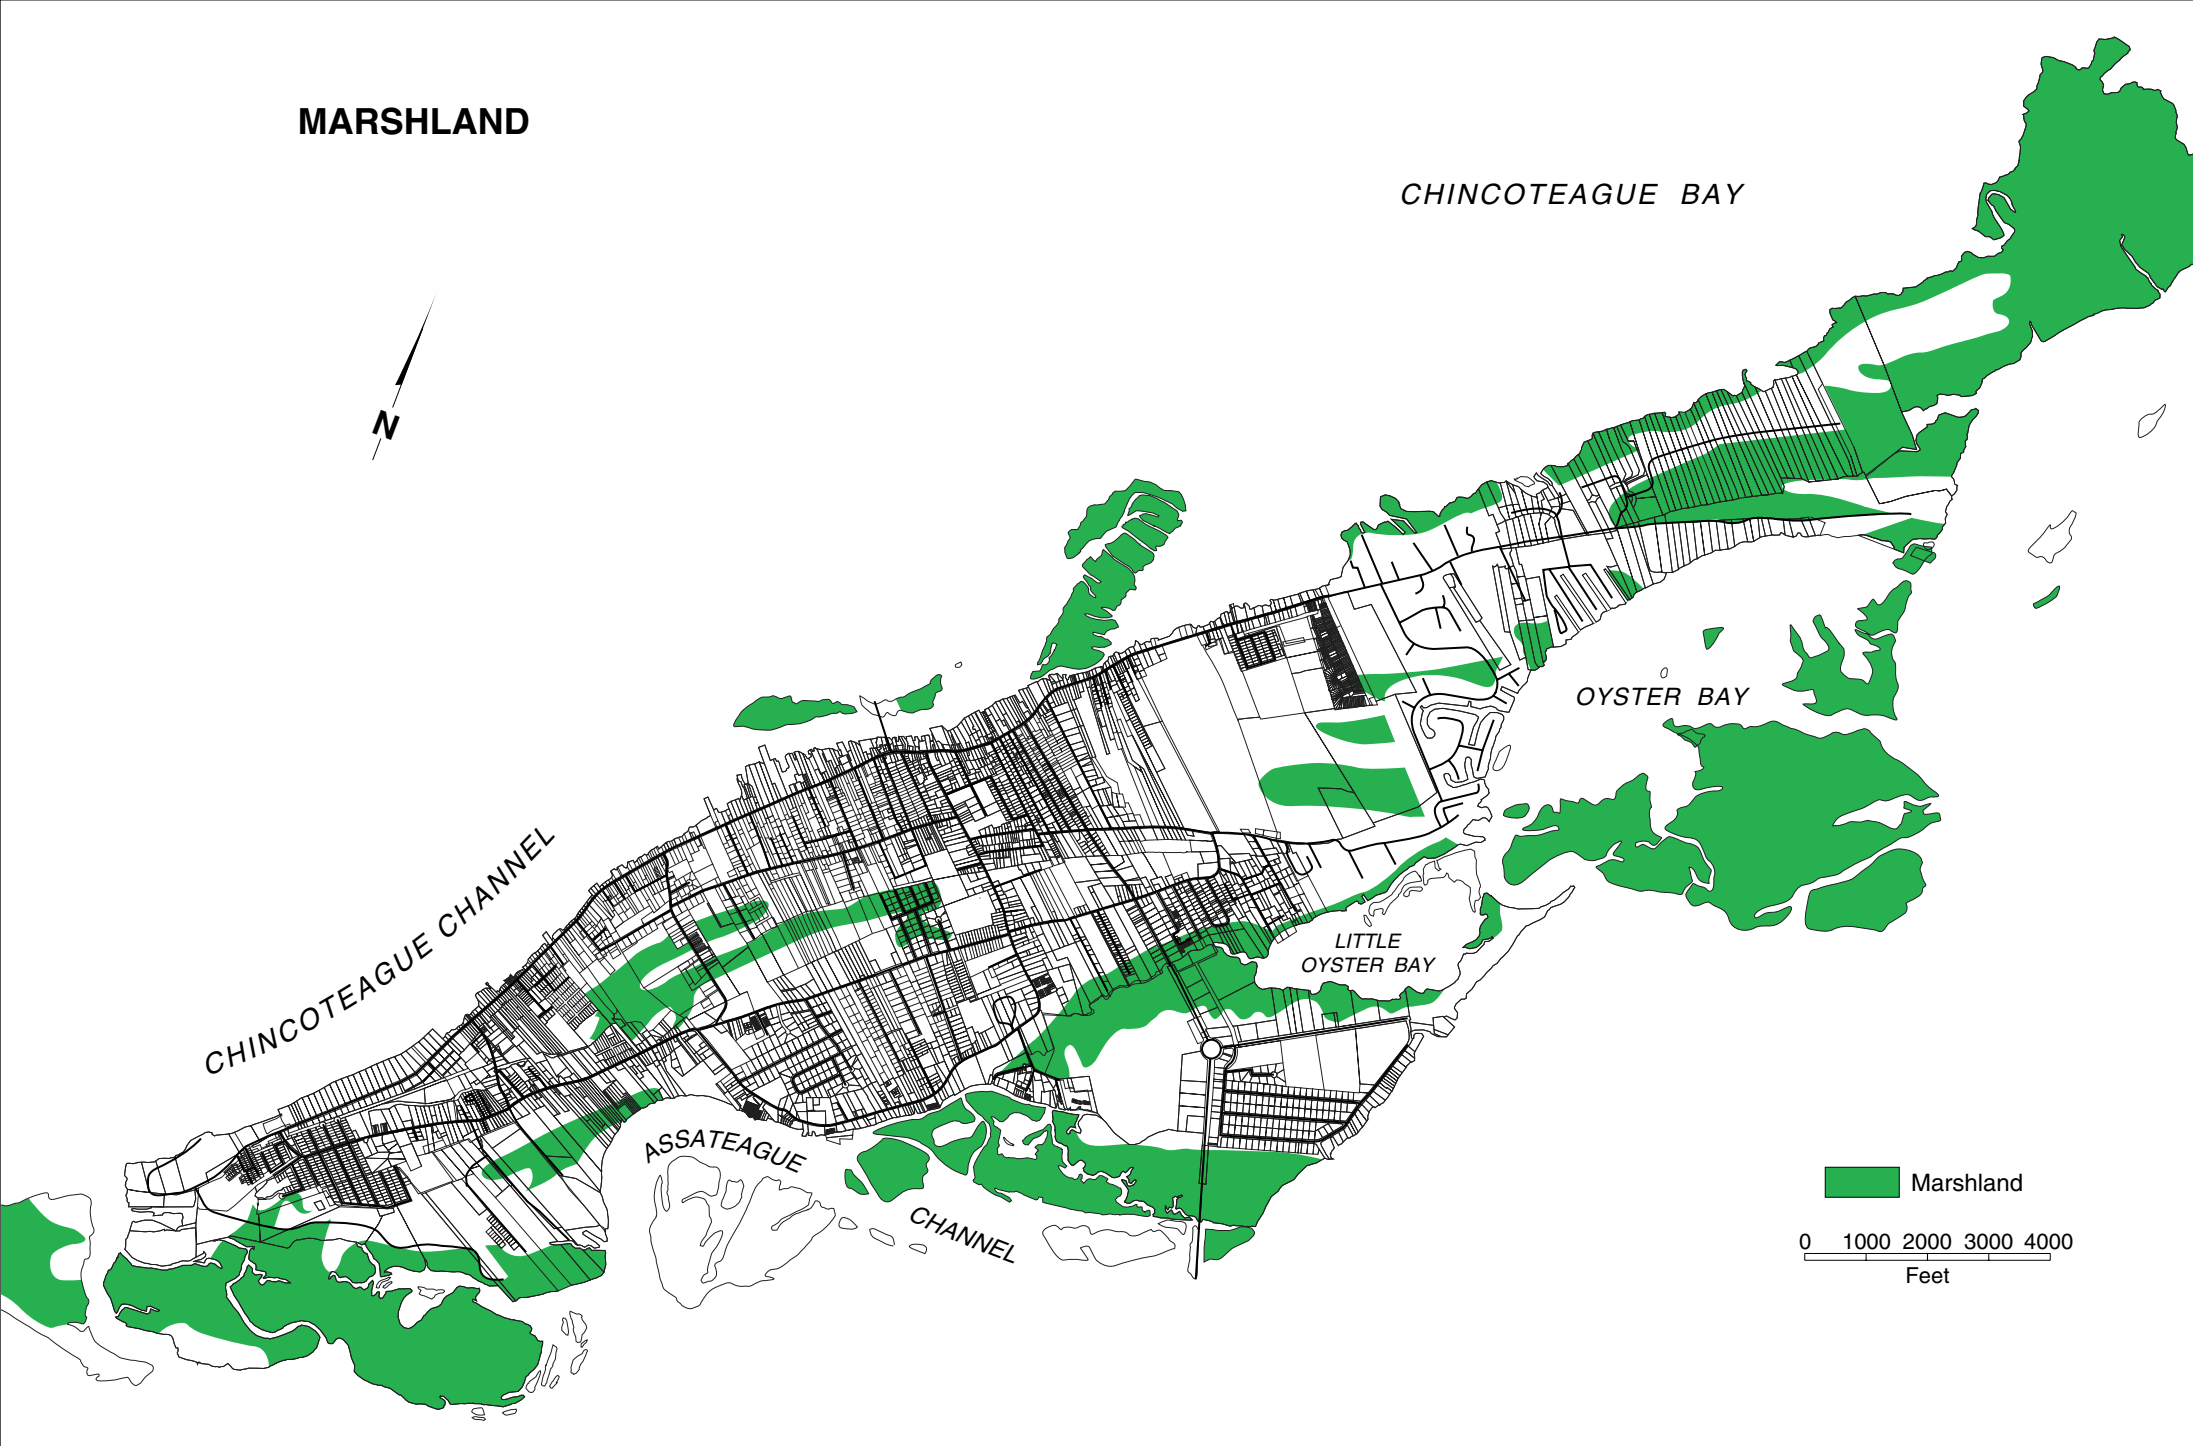 MARSHLAND
CHINCOTEAGUE BAY
N
OYSTER BAY
CHINCOTEAGUE CHANNEL
LITTLE
OYSTER BAY
ASSATEAGUE
CHANNEL
Marshland
0 1000 2000 3000 4000
Feet